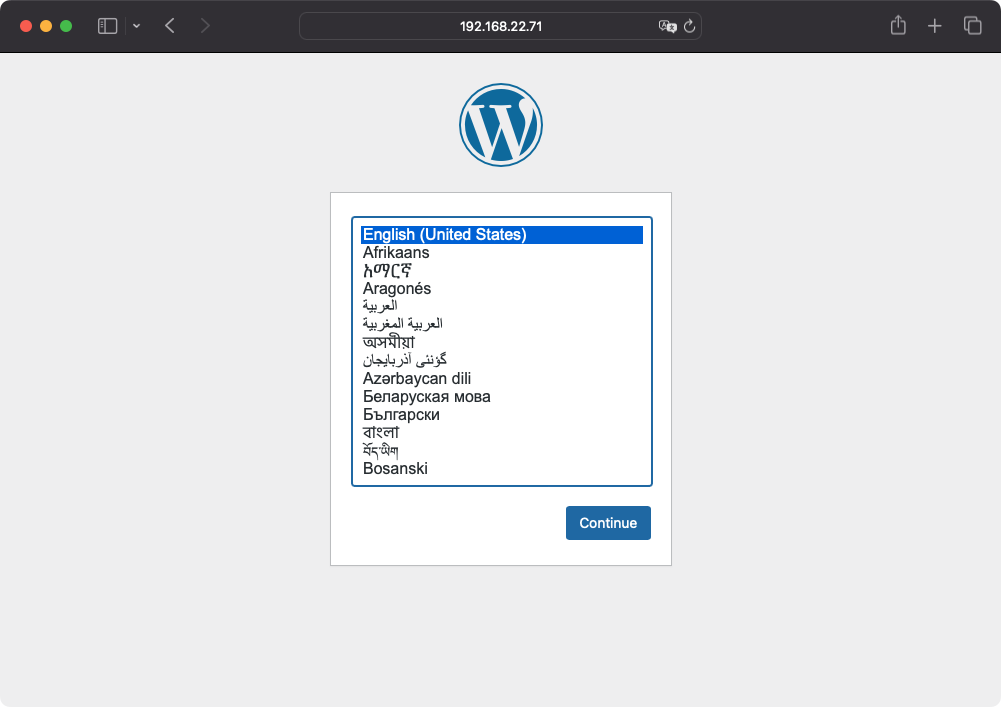 192.168.22.71
English (United States)
Afrikaans
አማርኛ
Aragonés
العربية
العربية المغربية
অসমীয়া
گؤنئی آذربایجان
Azərbaycan dili
Беларуская мова
Български
বাংলা
བོད་ཡིག
Bosanski
Continue